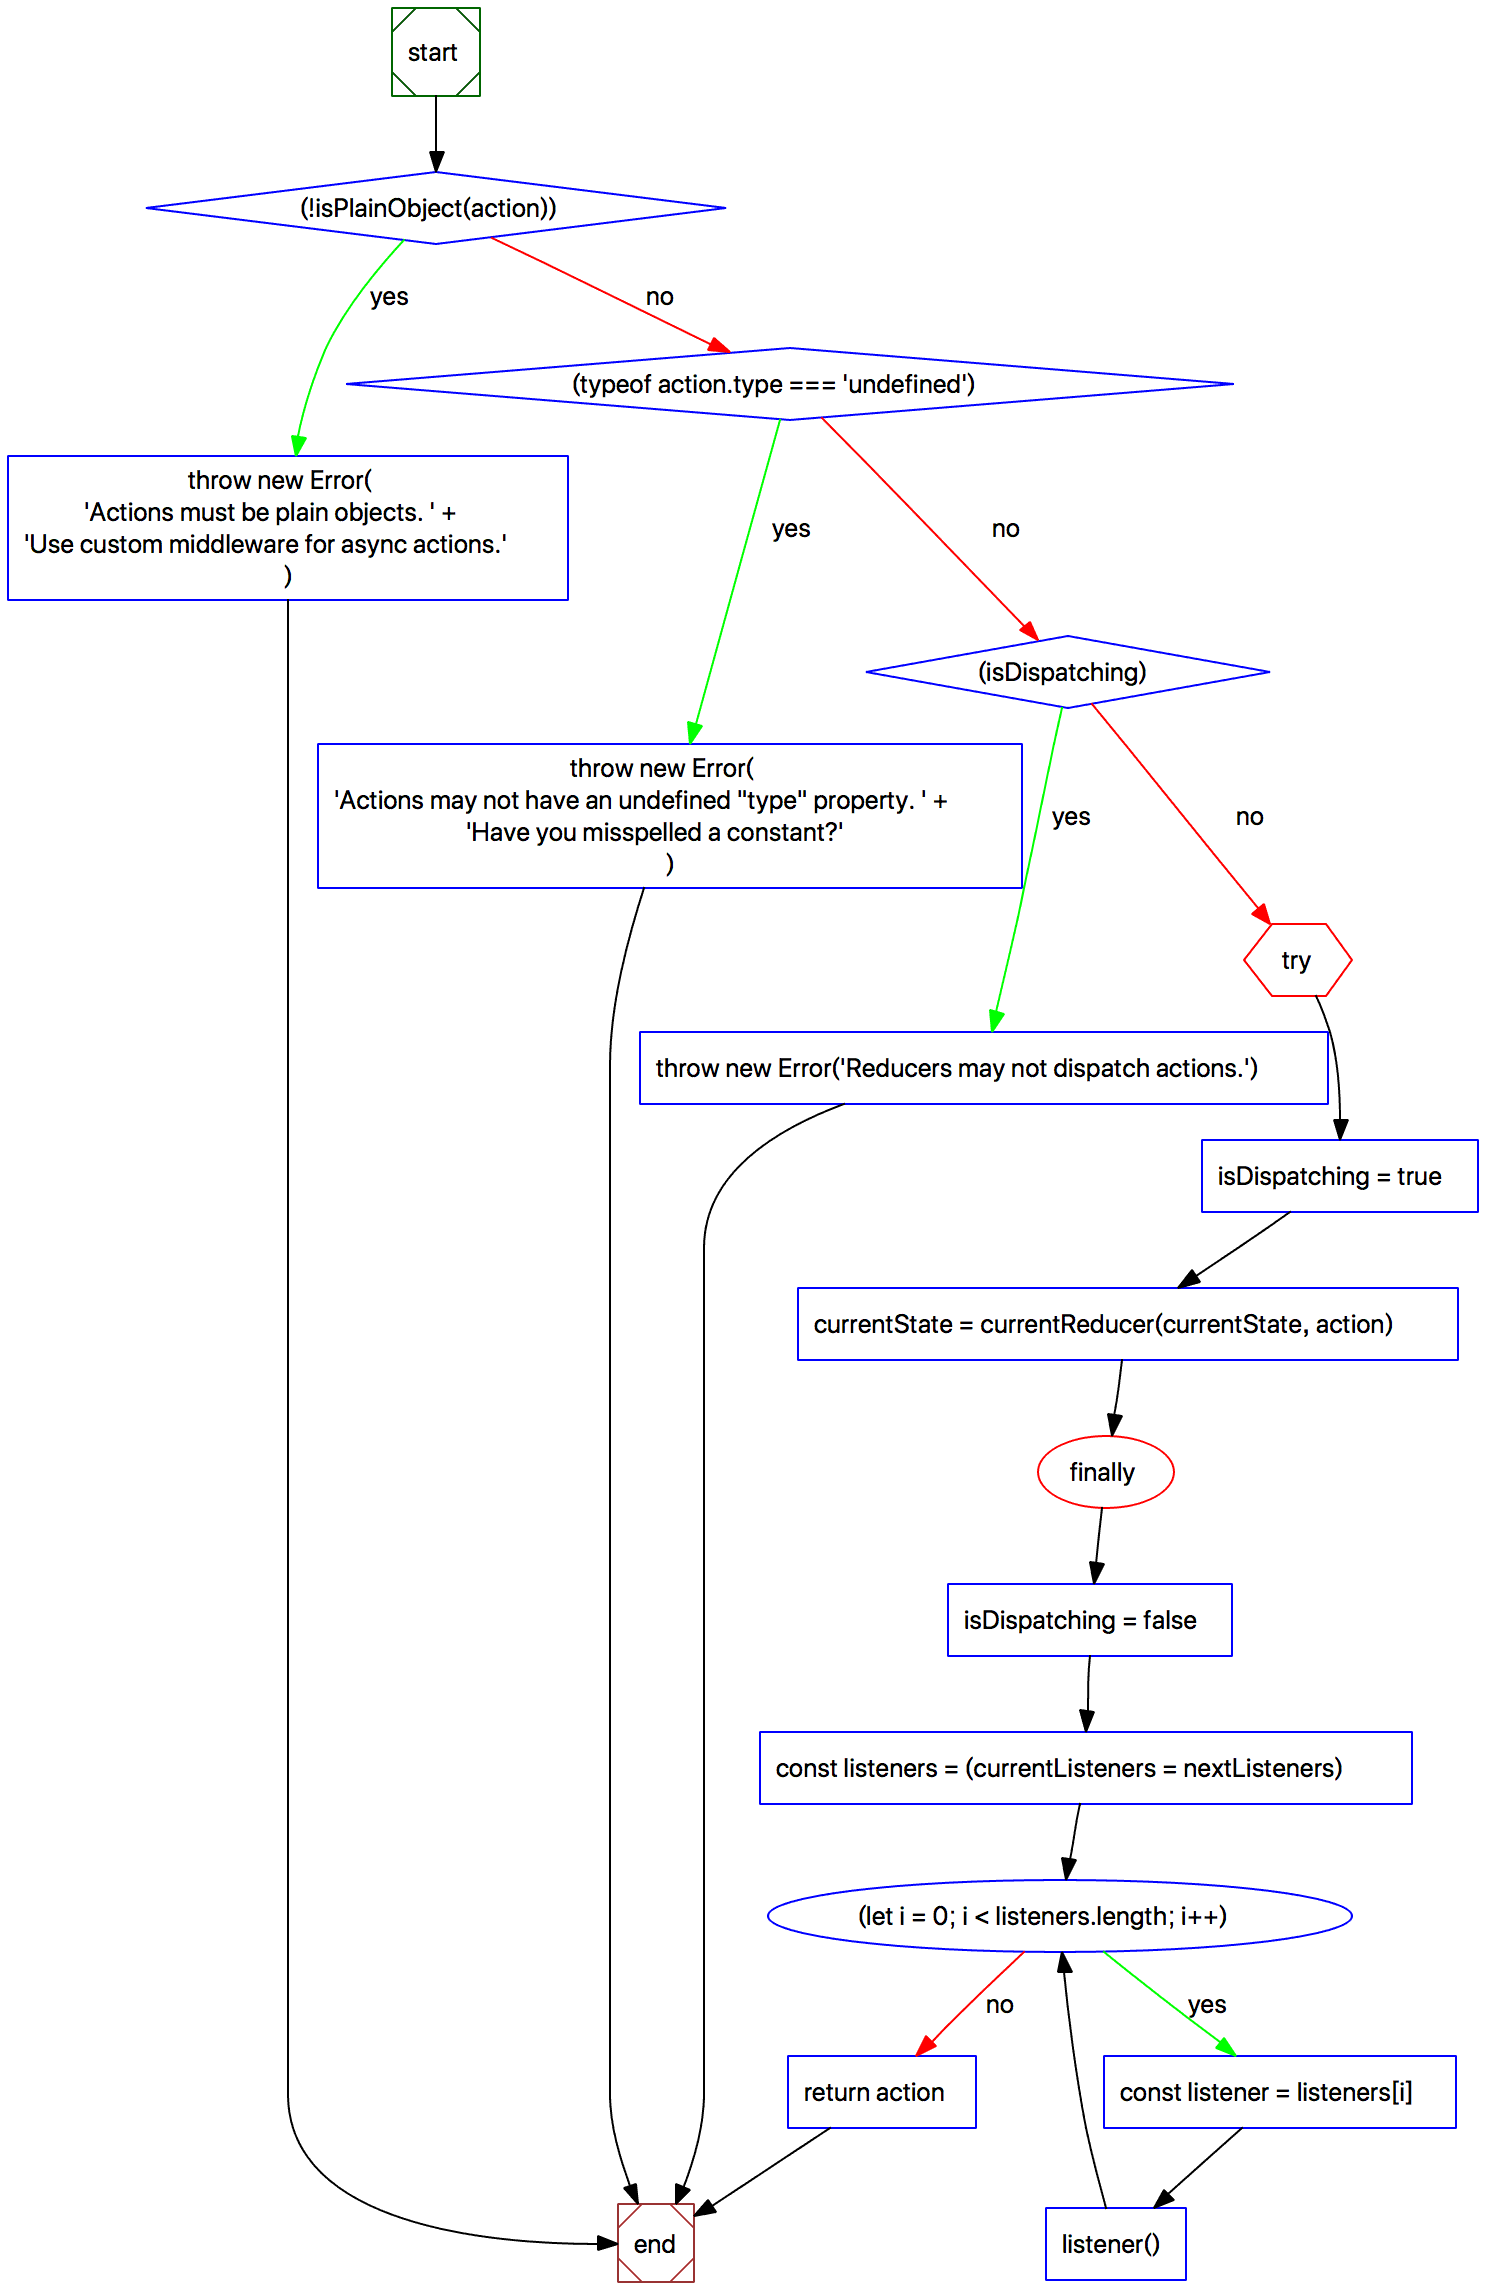 start
(!isPlainObject(action))
yes
no
(typeof action.type === 'undefined')
throw new Error(
'Actions must be plain objects. ' +
'Use custom middleware for async actions.'
)
yes
no
(isDispatching)
throw new Error(
'Actions may not have an undefined "type" property. ' +
'Have you misspelled a constant?'
)
yes
no
try
throw new Error('Reducers may not dispatch actions.')
isDispatching = true
currentState = currentReducer(currentState, action)
finally
isDispatching = false
const listeners = (currentListeners = nextListeners)
(let i = 0; i < listeners.length; i++)
no
yes
return action
const listener = listeners[i]
end
listener()